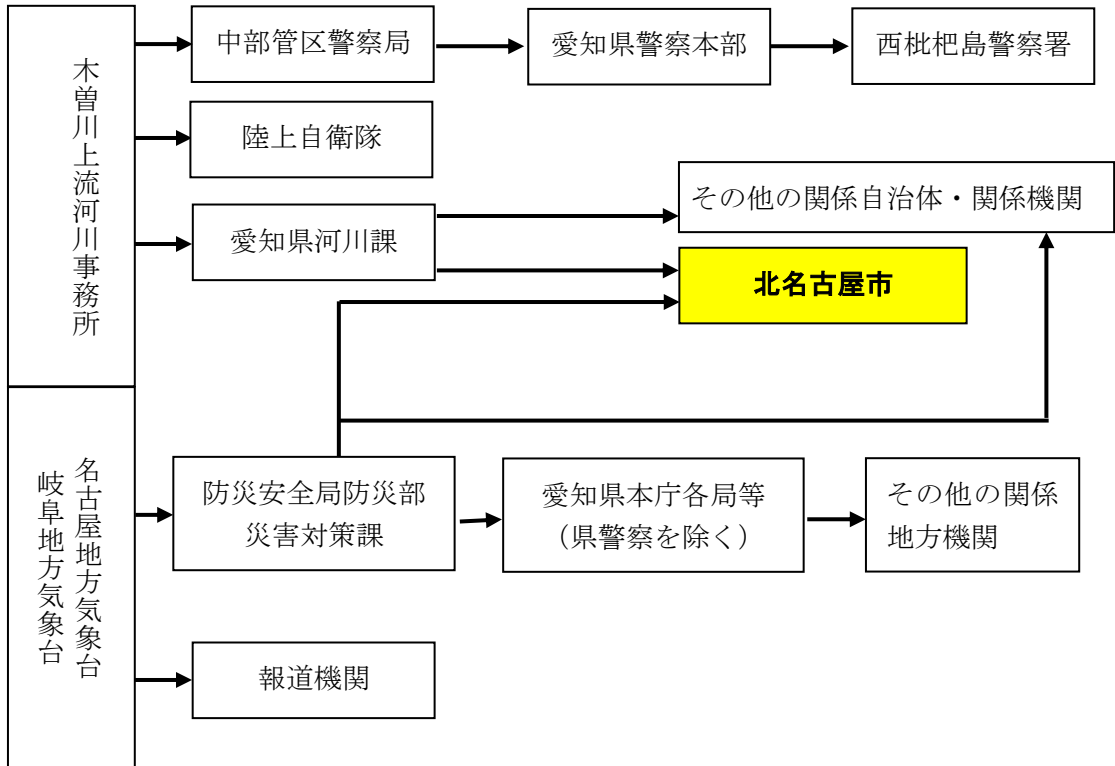 木曽川上流河川事務所
中部管区警察局
愛知県警察本部
西枇杷島警察署
陸上自衛隊
その他の関係自治体・関係機関
愛知県河川課
北名古屋市
名古屋地方気象台
岐阜地方気象台
防災安全局防災部
災害対策課
愛知県本庁各局等
（県警察を除く）
その他の関係
地方機関
報道機関